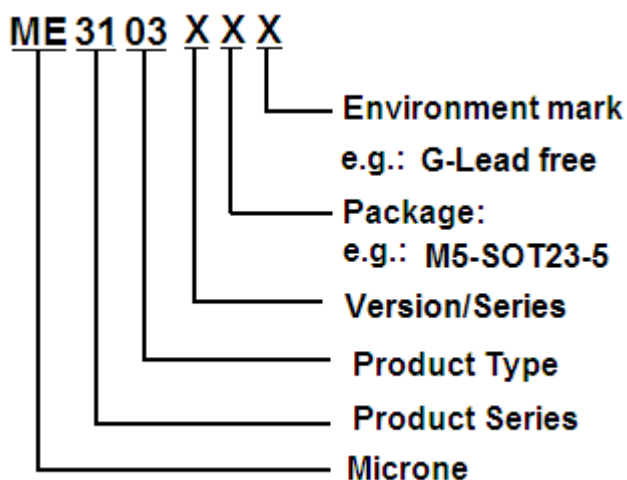 ME 31 03 X X X
Environment mark
e.g.: G-Lead free
Package:
e.g.: M5-SOT23-5
Version/Series
Product Type
Product Series
Microne